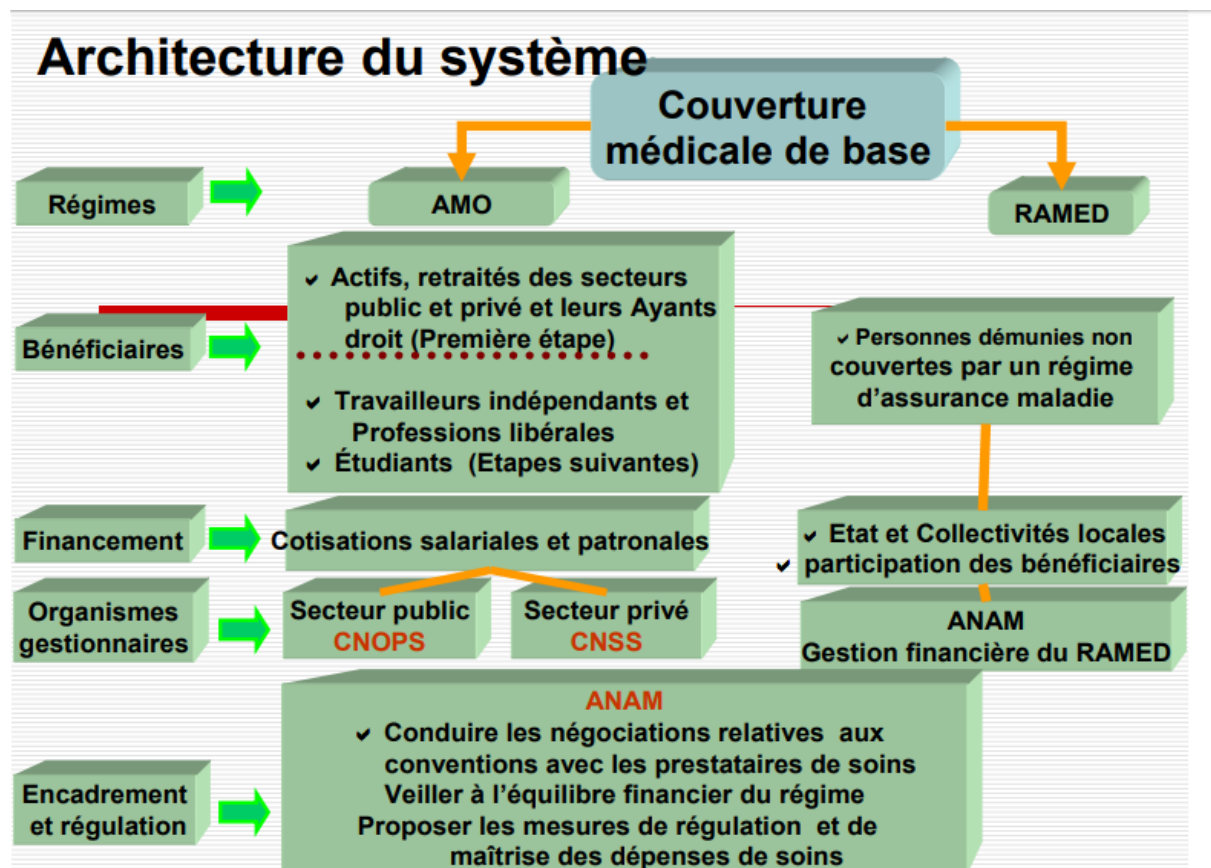 Architecture du système
Couverture
médicale de base
Régimes
AMO
RAMED
Bénéficiaires
✓ Actifs, retraités des secteurs
public et privé et leurs Ayants
droit (Première étape)
✓ Travailleurs indépendants et
Professions libérales
✓ Étudiants (Etapes suivantes)
✓ Personnes démunies non
couvertes par un régime
d’assurance maladie
Financement
Cotisations salariales et patronales
✓ Etat et Collectivités locales
✓ participation des bénéficiaires
Organismes
gestionnaires
Secteur public
CNOPS
Secteur privé
CNSS
ANAM
Gestion financière du RAMED
Encadrement
et régulation
ANAM
✓ Conduire les négociations relatives aux
conventions avec les prestataires de soins
Veiller à l’équilibre financier du régime
Proposer les mesures de régulation et de
maîtrise des dépenses de soins